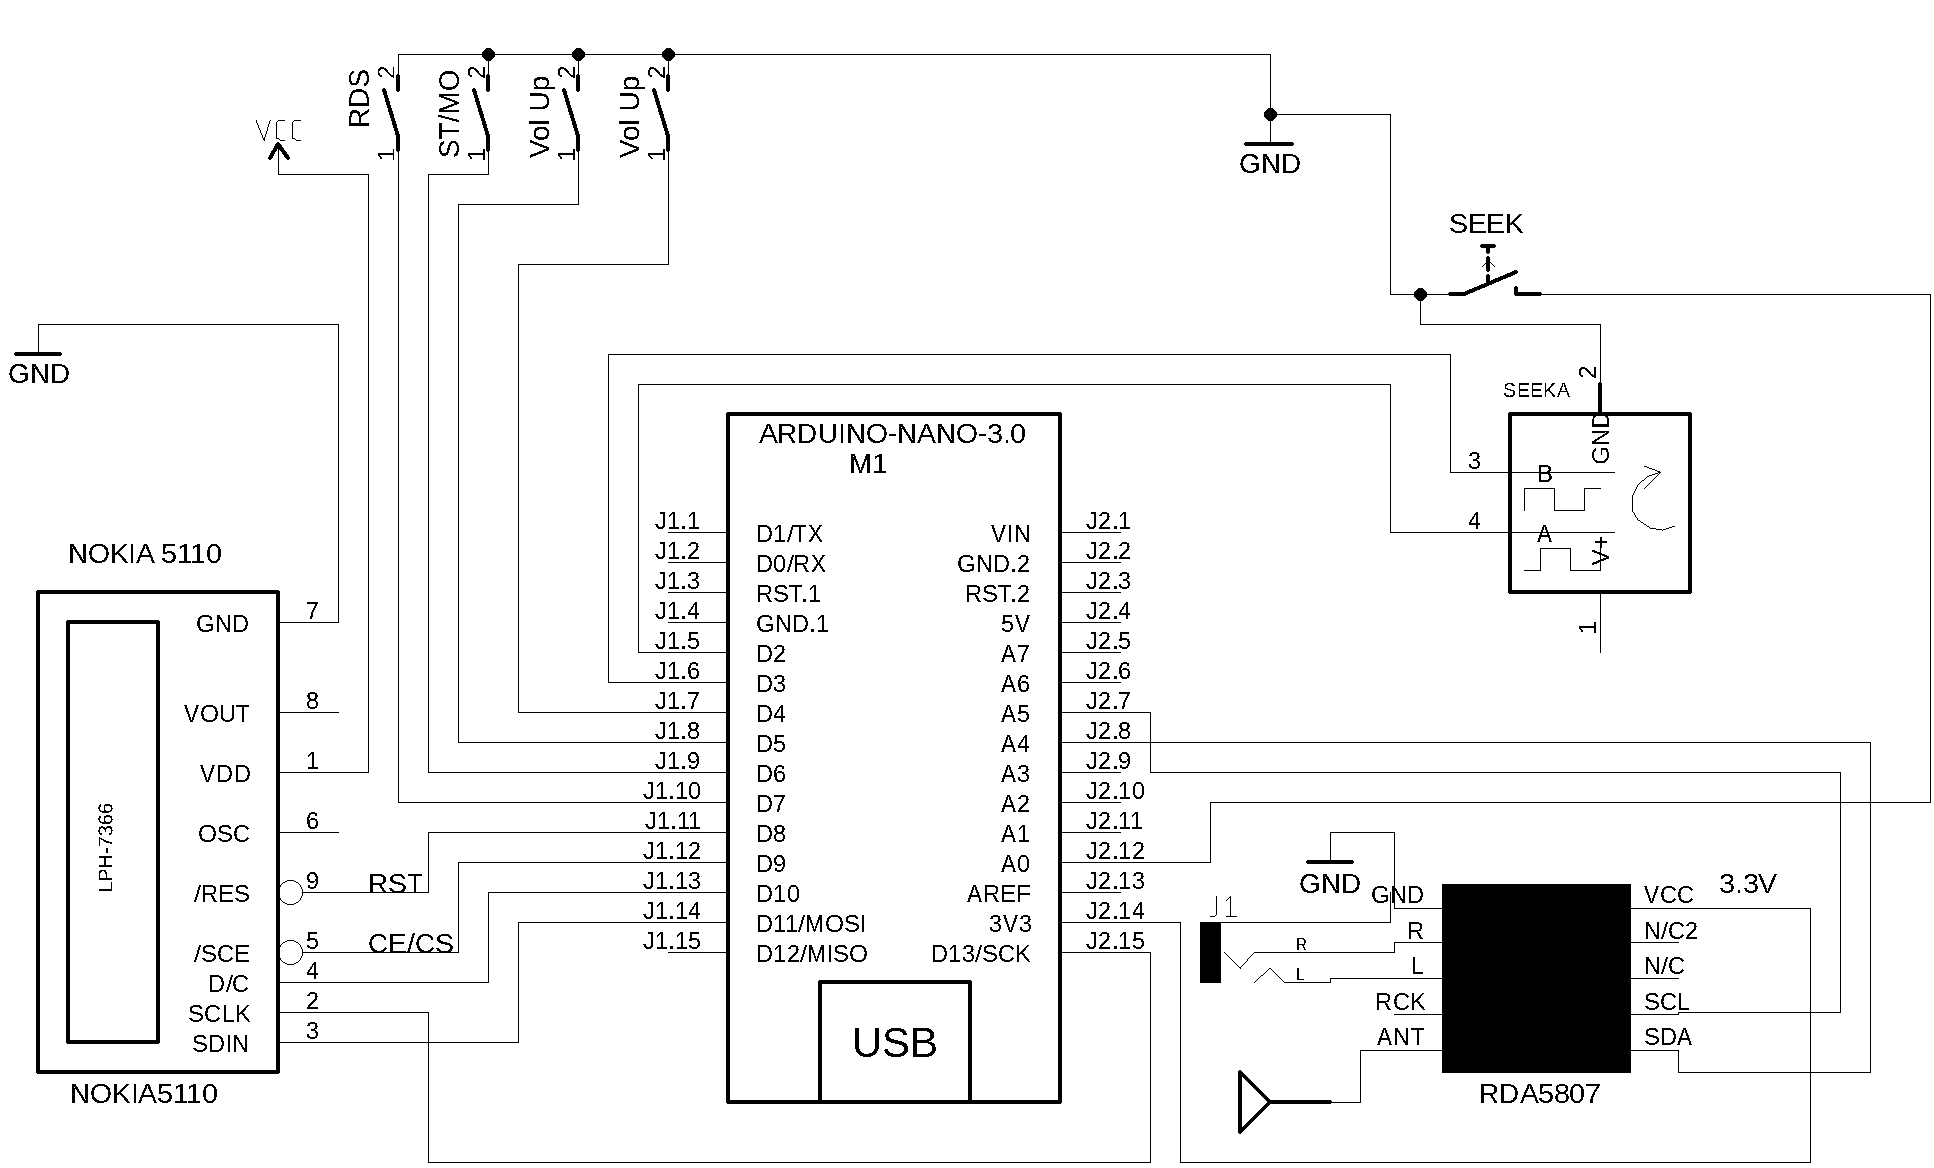 RDS
2
1
ST/MO
2
1
Vol Up
2
1
Vol Up
2
1
VCC
GND
SEEK
GND
SEEKA
2
GND
3
B
4
A
V+
1
ARDUINO-NANO-3.0
M1
J1.1 D1/TX VIN J2.1
J1.2 D0/RX GND.2 J2.2
J1.3 RST.1 RST.2 J2.3
J1.4 GND.1 5V J2.4
J1.5 D2 A7 J2.5
J1.6 D3 A6 J2.6
J1.7 D4 A5 J2.7
J1.8 D5 A4 J2.8
J1.9 D6 A3 J2.9
J1.10 D7 A2 J2.10
J1.11 D8 A1 J2.11
J1.12 D9 A0 J2.12
J1.13 D10 AREF J2.13
J1.14 D11/MOSI 3V3 J2.14
J1.15 D12/MISO D13/SCK J2.15
USB
NOKIA 5110
LPH-7366
GND 7
VOUT 8
VDD 1
OSC 6
/RES 9 RST
/SCE 5 CE/CS
D/C 4
SCLK 2
SDIN 3
NOKIA5110
GND
J1
R
L
GND VCC 3.3V
R N/C2
L N/C
RCK SCL
ANT SDA
RDA5807